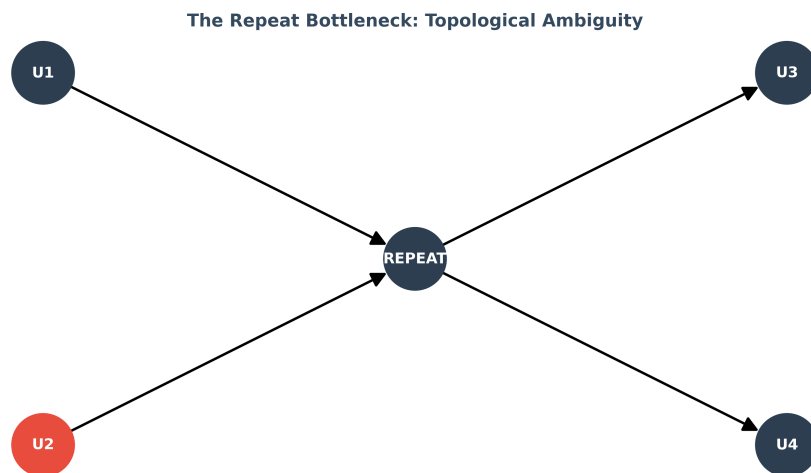 The Repeat Bottleneck: Topological Ambiguity
U1
U3
REPEAT
U2
U4